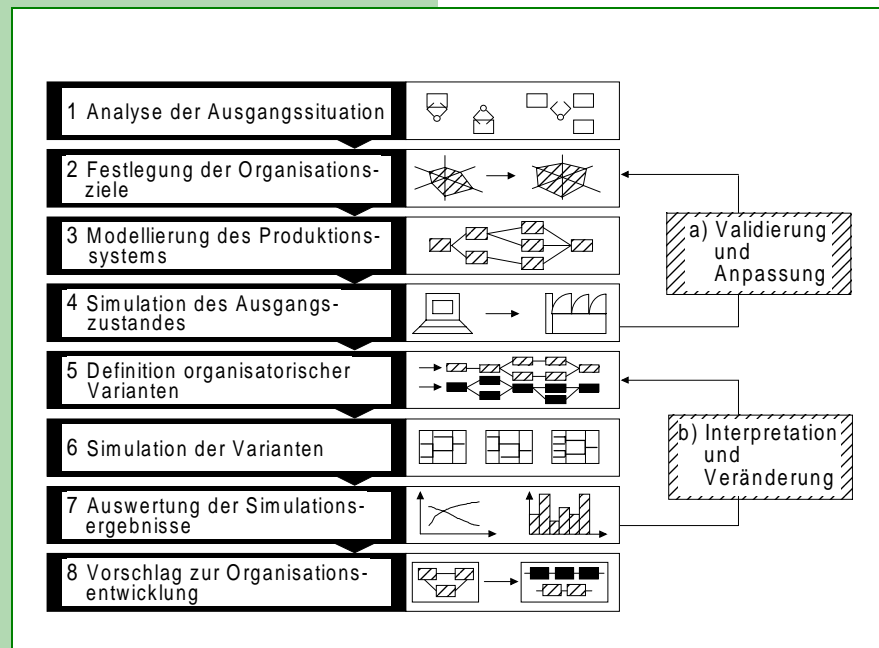 1 Analyse der Ausgangssituation
2 Festlegung der Organisations-
ziele
3 Modellierung des Produktions-
systems
4 Simulation des Ausgangs-
zustandes
5 Definition organisatorischer
Varianten
6 Simulation der Varianten
7 Auswertung der Simulations-
ergebnisse
8 Vorschlag zur Organisations-
entwicklung
a) Validierung
und
Anpassung
b) Interpretation
und
Veränderung